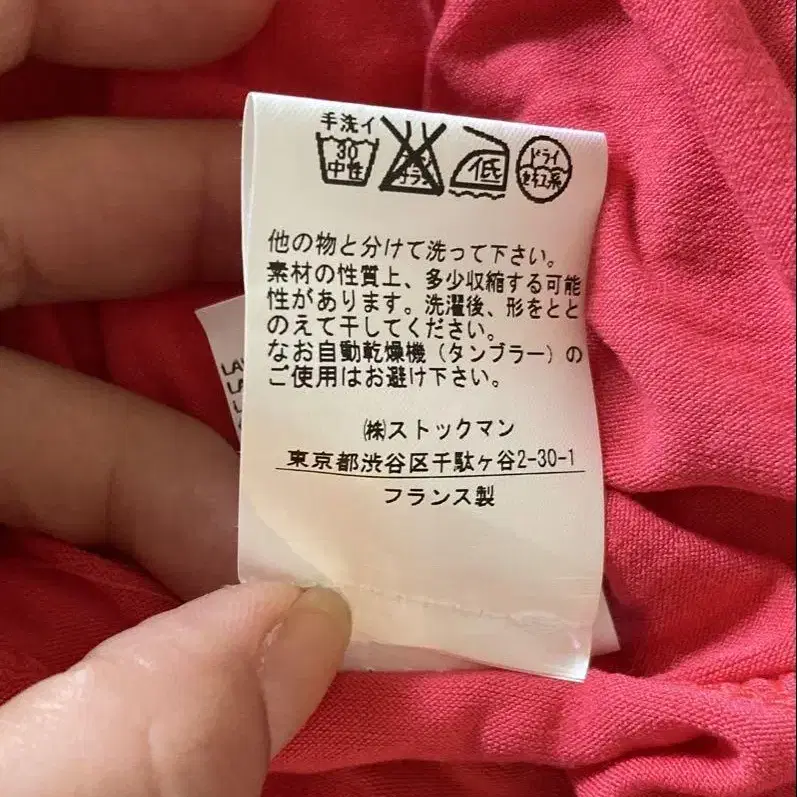 手洗イ
30
中性
低
ドライ
セキユ系
他の物と分けて洗って下さい。
素材の性質上、多少収縮する可能
性があります。洗濯後、形をとと
のえて干してください。
なお自動乾燥機（タンブラー）の
ご使用はお避け下さい。
㈱ストックマン
東京都渋谷区千駄ヶ谷2-30-1
フランス製